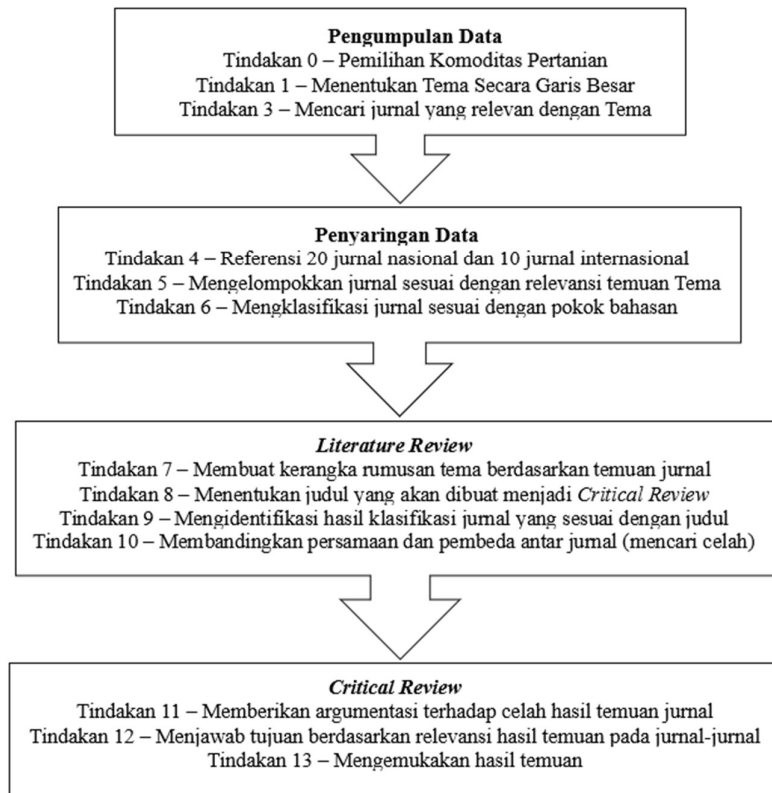 Pengumpulan Data
Tindakan 0 – Pemilihan Komoditas Pertanian
Tindakan 1 – Menentukan Tema Secara Garis Besar
Tindakan 3 – Mencari jurnal yang relevan dengan Tema
Penyaringan Data
Tindakan 4 – Referensi 20 jurnal nasional dan 10 jurnal internasional
Tindakan 5 – Mengelompokkan jurnal sesuai dengan relevansi temuan Tema
Tindakan 6 – Mengklasifikasi jurnal sesuai dengan pokok bahasan
Literature Review
Tindakan 7 – Membuat kerangka rumusan tema berdasarkan temuan jurnal
Tindakan 8 – Menentukan judul yang akan dibuat menjadi Critical Review
Tindakan 9 – Mengidentifikasi hasil klasifikasi jurnal yang sesuai dengan judul
Tindakan 10 – Membandingkan persamaan dan pembeda antar jurnal (mencari celah)
Critical Review
Tindakan 11 – Memberikan argumentasi terhadap celah hasil temuan jurnal
Tindakan 12 – Menjawab tujuan berdasarkan relevansi hasil temuan pada jurnal-jurnal
Tindakan 13 – Mengemukakan hasil temuan